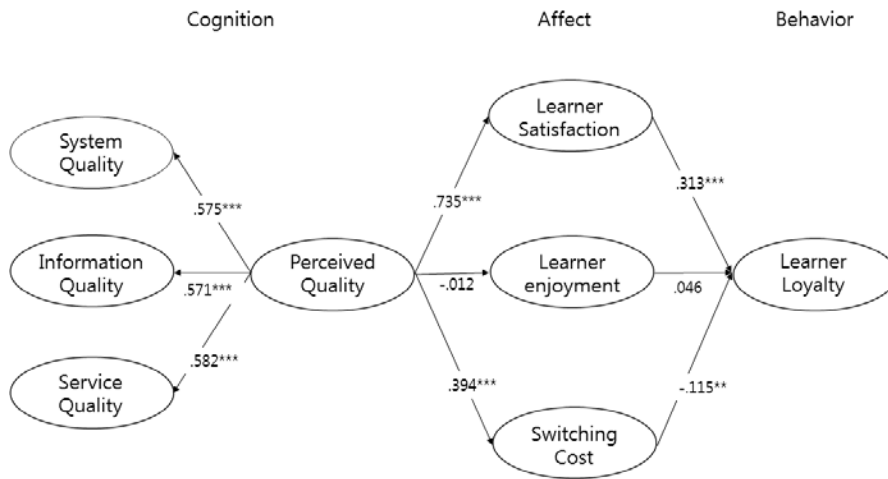 Cognition
Affect
Behavior
System
Quality
Information
Quality
Service
Quality
.575***
.571***
.582***
Perceived
Quality
.735***
-.012
.394***
Learner
Satisfaction
Learner
enjoyment
Switching
Cost
.313***
.046
-.115**
Learner
Loyalty